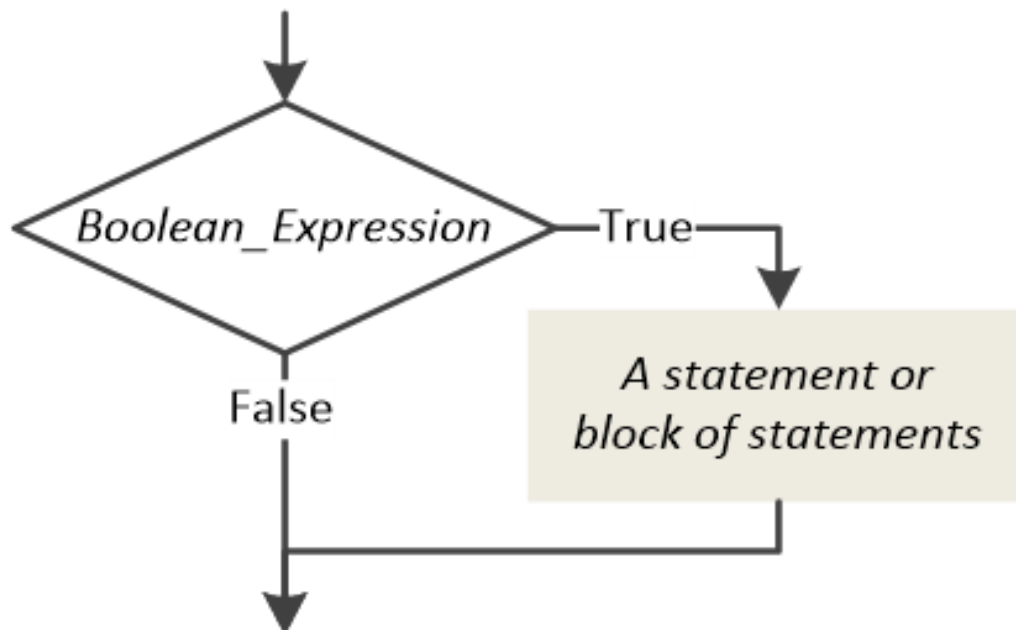 Boolean_Expression
True
False
A statement or
block of statements